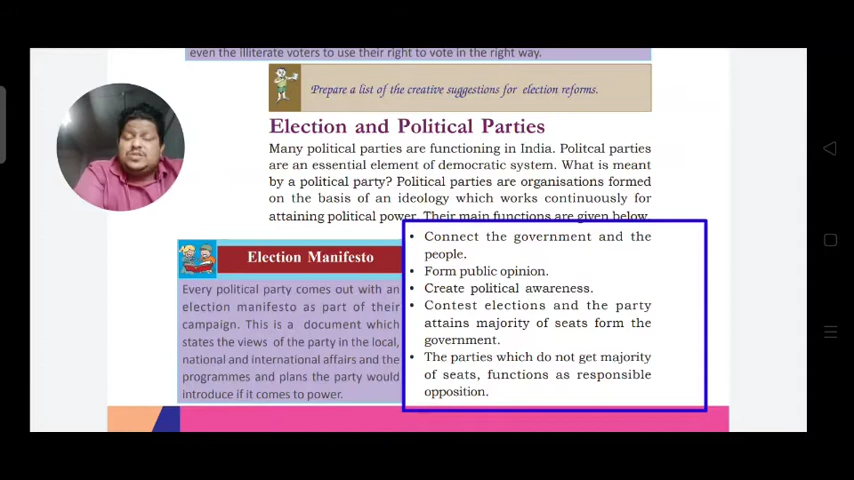 even the illiterate voters to use their right to vote in the right way.
Prepare a list of the creative suggestions for election reforms.
Election and Political Parties
Many political parties are functioning in India. Politcal parties
are an essential element of democratic system. What is meant
by a political party? Political parties are organisations formed
on the basis of an ideology which works continuously for
attaining political power. Their main functions are given below.
• Connect the government and the
people.
• Form public opinion.
• Create political awareness.
• Contest elections and the party
attains majority of seats form the
government.
• The parties which do not get majority
of seats, functions as responsible
opposition.
Election Manifesto
Every political party comes out with an
election manifesto as part of their
campaign. This is a document which
states the views of the party in the local,
national and international affairs and the
programmes and plans the party would
introduce if it comes to power.